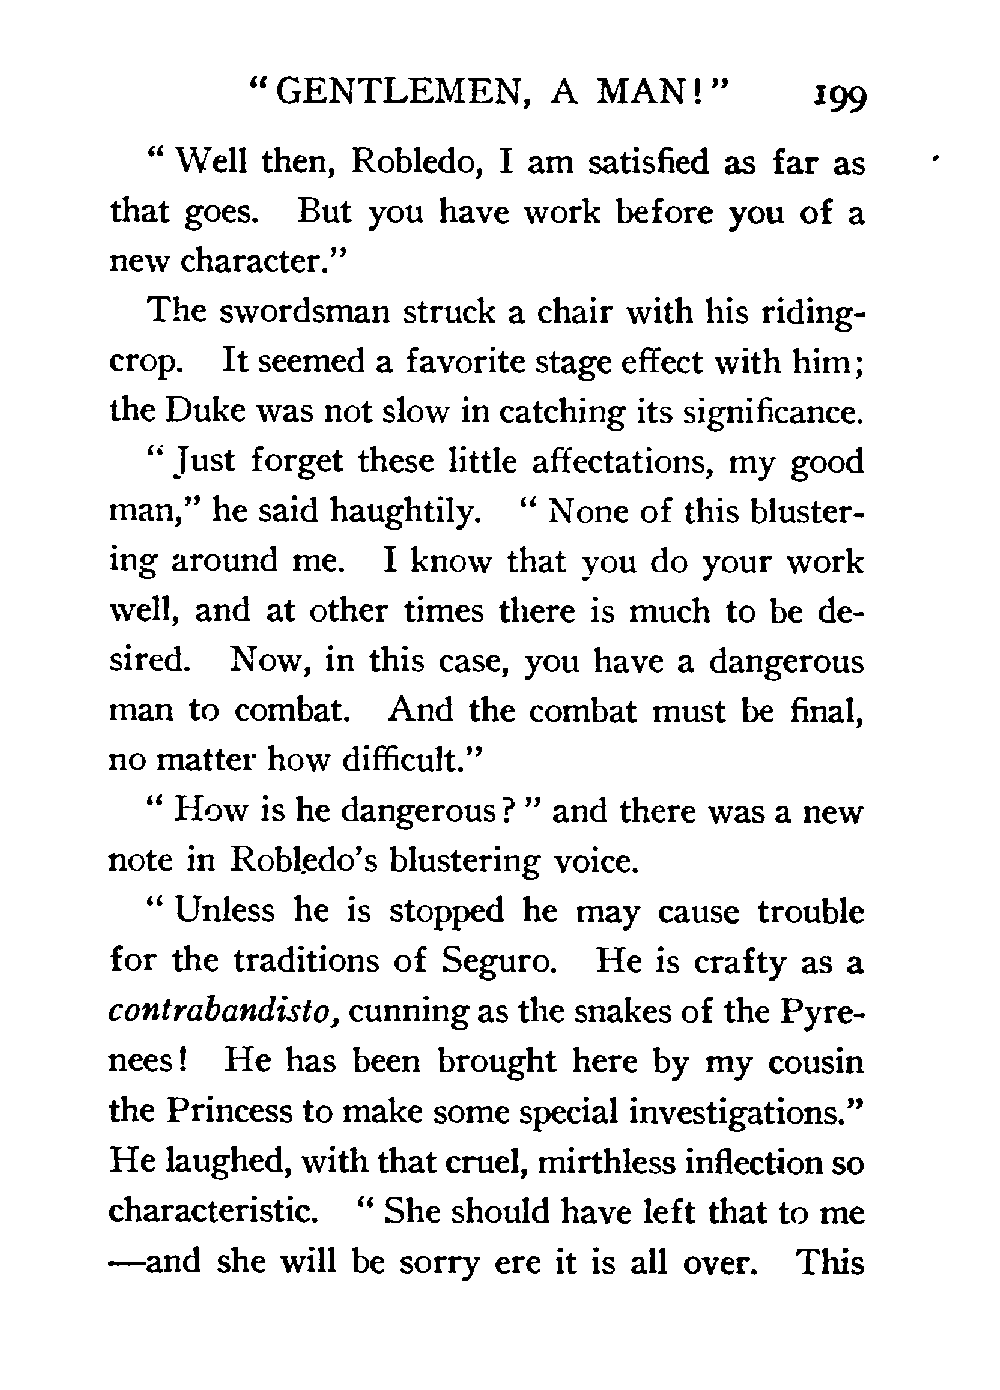 “GENTLEMEN, A MAN!” 199
“Well then, Robledo, I am satisfied as far as
that goes. But you have work before you of a
new character.”
The swordsman struck a chair with his riding-
crop. It seemed a favorite stage effect with him;
the Duke was not slow in catching its significance.
“Just forget these little affectations, my good
man,” he said haughtily. “None of this bluster-
ing around me. I know that you do your work
well, and at other times there is much to be de-
sired. Now, in this case, you have a dangerous
man to combat. And the combat must be final,
no matter how difficult.”
“How is he dangerous?” and there was a new
note in Robledo’s blustering voice.
“Unless he is stopped he may cause trouble
for the traditions of Seguro. He is crafty as a
contrabandisto, cunning as the snakes of the Pyre-
nees! He has been brought here by my cousin
the Princess to make some special investigations.”
He laughed, with that cruel, mirthless inflection so
characteristic. “She should have left that to me
—and she will be sorry ere it is all over. This